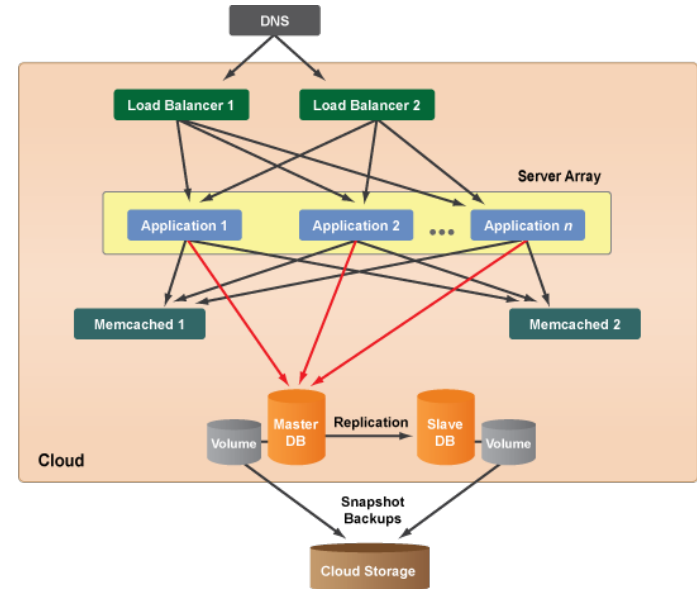 DNS
Load Balancer 1
Load Balancer 2
Server Array
Application 1
Application 2
Application n
Memcached 1
Memcached 2
Volume
Master
DB
Replication
Slave
DB
Volume
Cloud
Snapshot
Backups
Cloud Storage